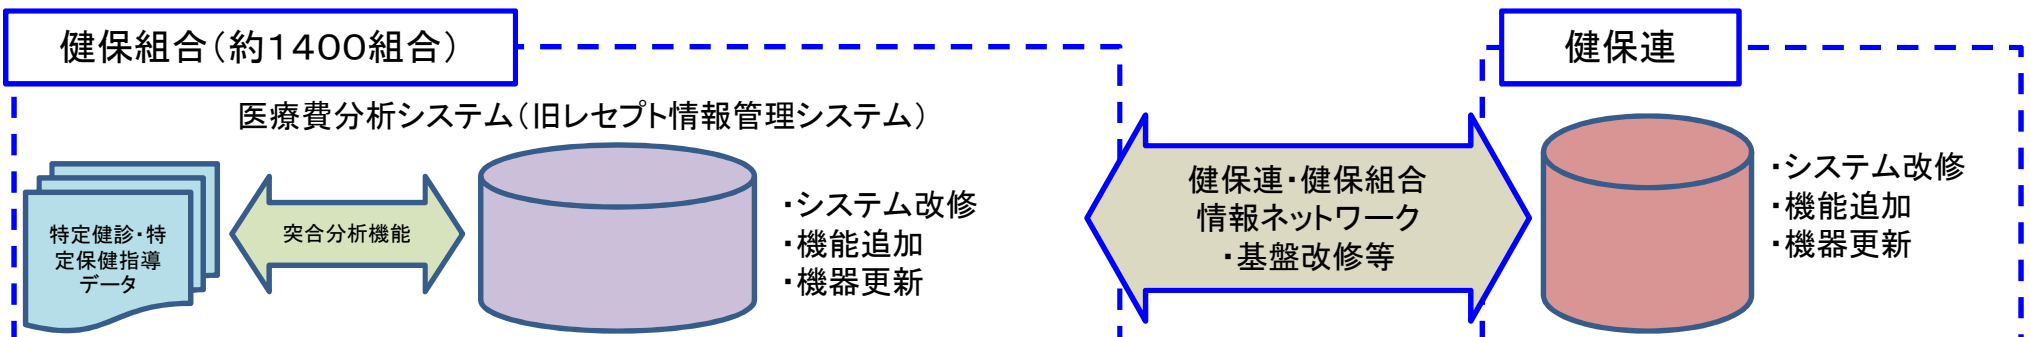 健保組合(約1400組合)
医療費分析システム(旧レセプト情報管理システム)
特定健診・特
定保健指導
データ
突合分析機能
・システム改修
・機能追加
・機器更新
健保連・健保組合
情報ネットワーク
・基盤改修等
健保連
・システム改修
・機能追加
・機器更新